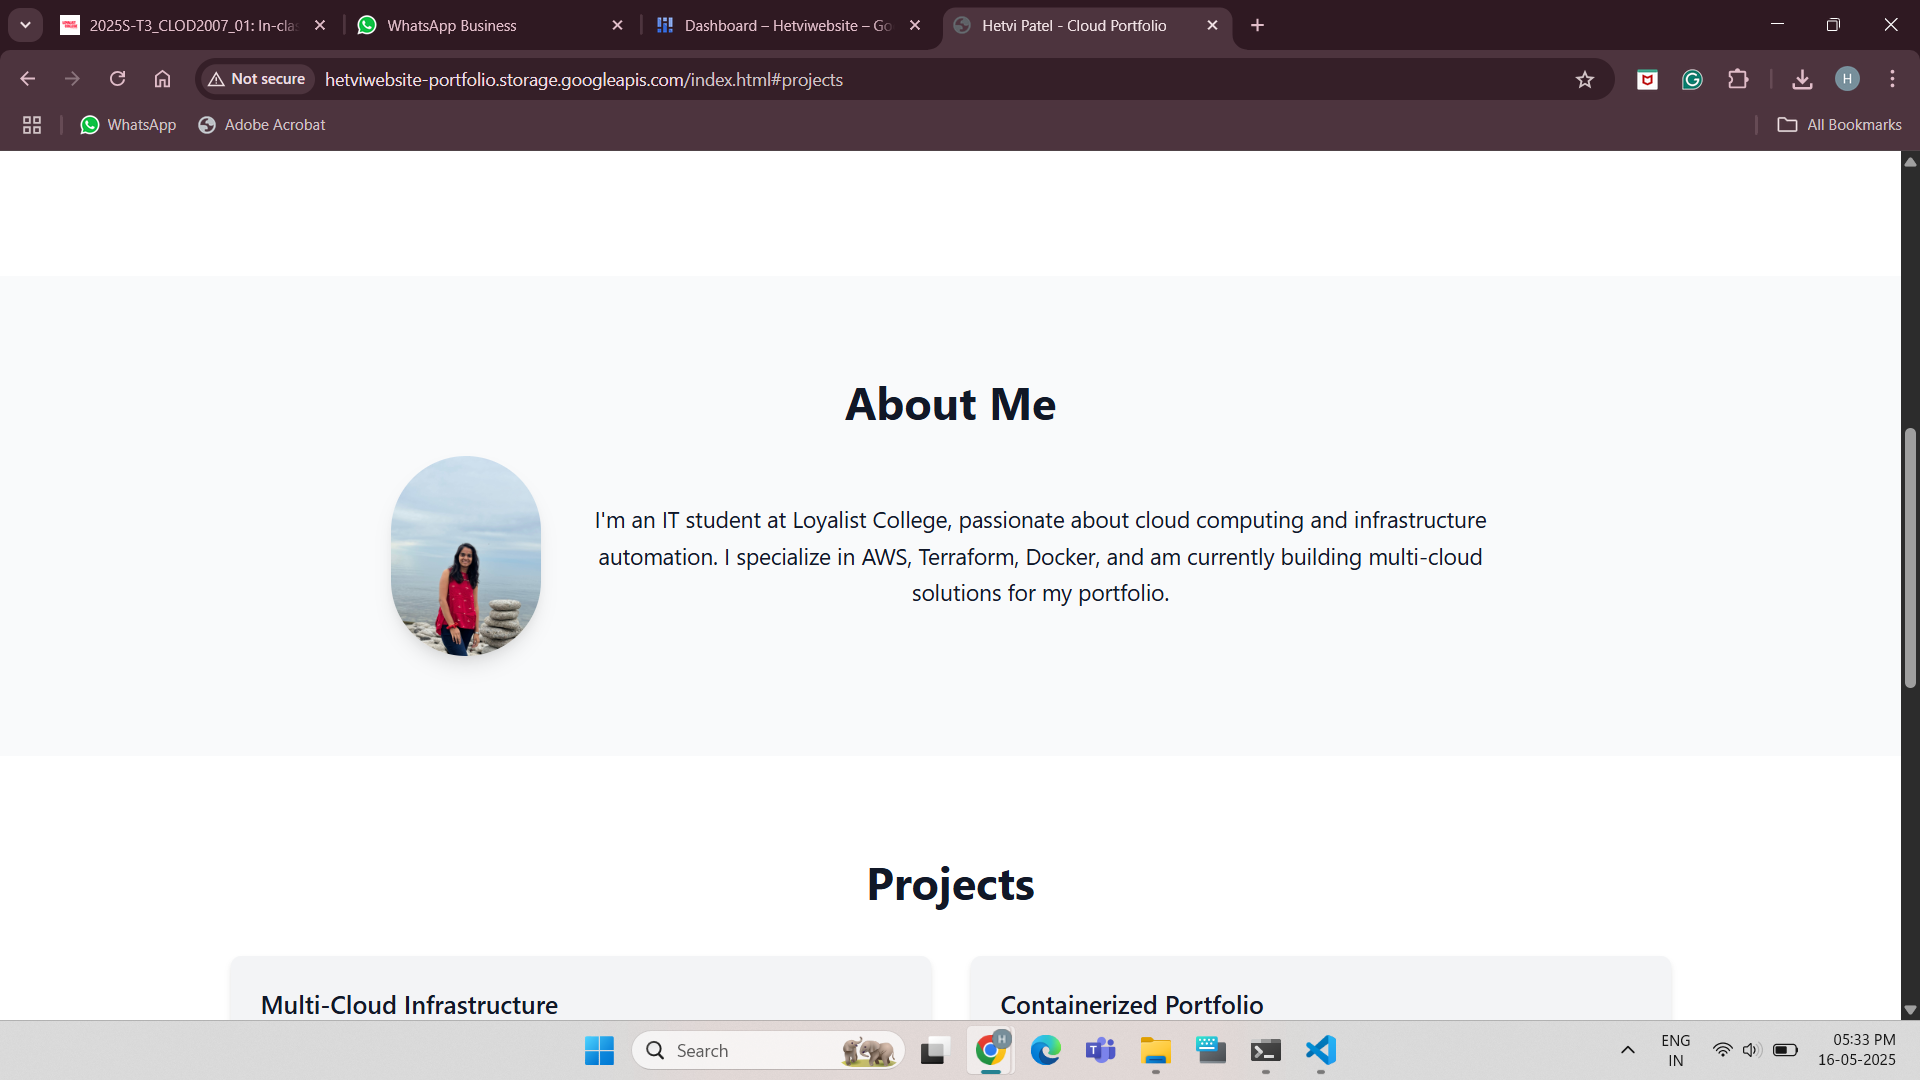 2025S-T3_CLOD2007_01: In-cla
WhatsApp Business
Dashboard – Hetviwebsite – Go
Hetvi Patel - Cloud Portfolio
Not secure
hetviwebsite-portfolio.storage.googleapis.com/index.html#projects
H
WhatsApp
Adobe Acrobat
All Bookmarks
About Me
I'm an IT student at Loyalist College, passionate about cloud computing and infrastructure
automation. I specialize in AWS, Terraform, Docker, and am currently building multi-cloud
solutions for my portfolio.
Projects
Multi-Cloud Infrastructure
Containerized Portfolio
Search
H
ENG
IN
05:33 PM
16-05-2025